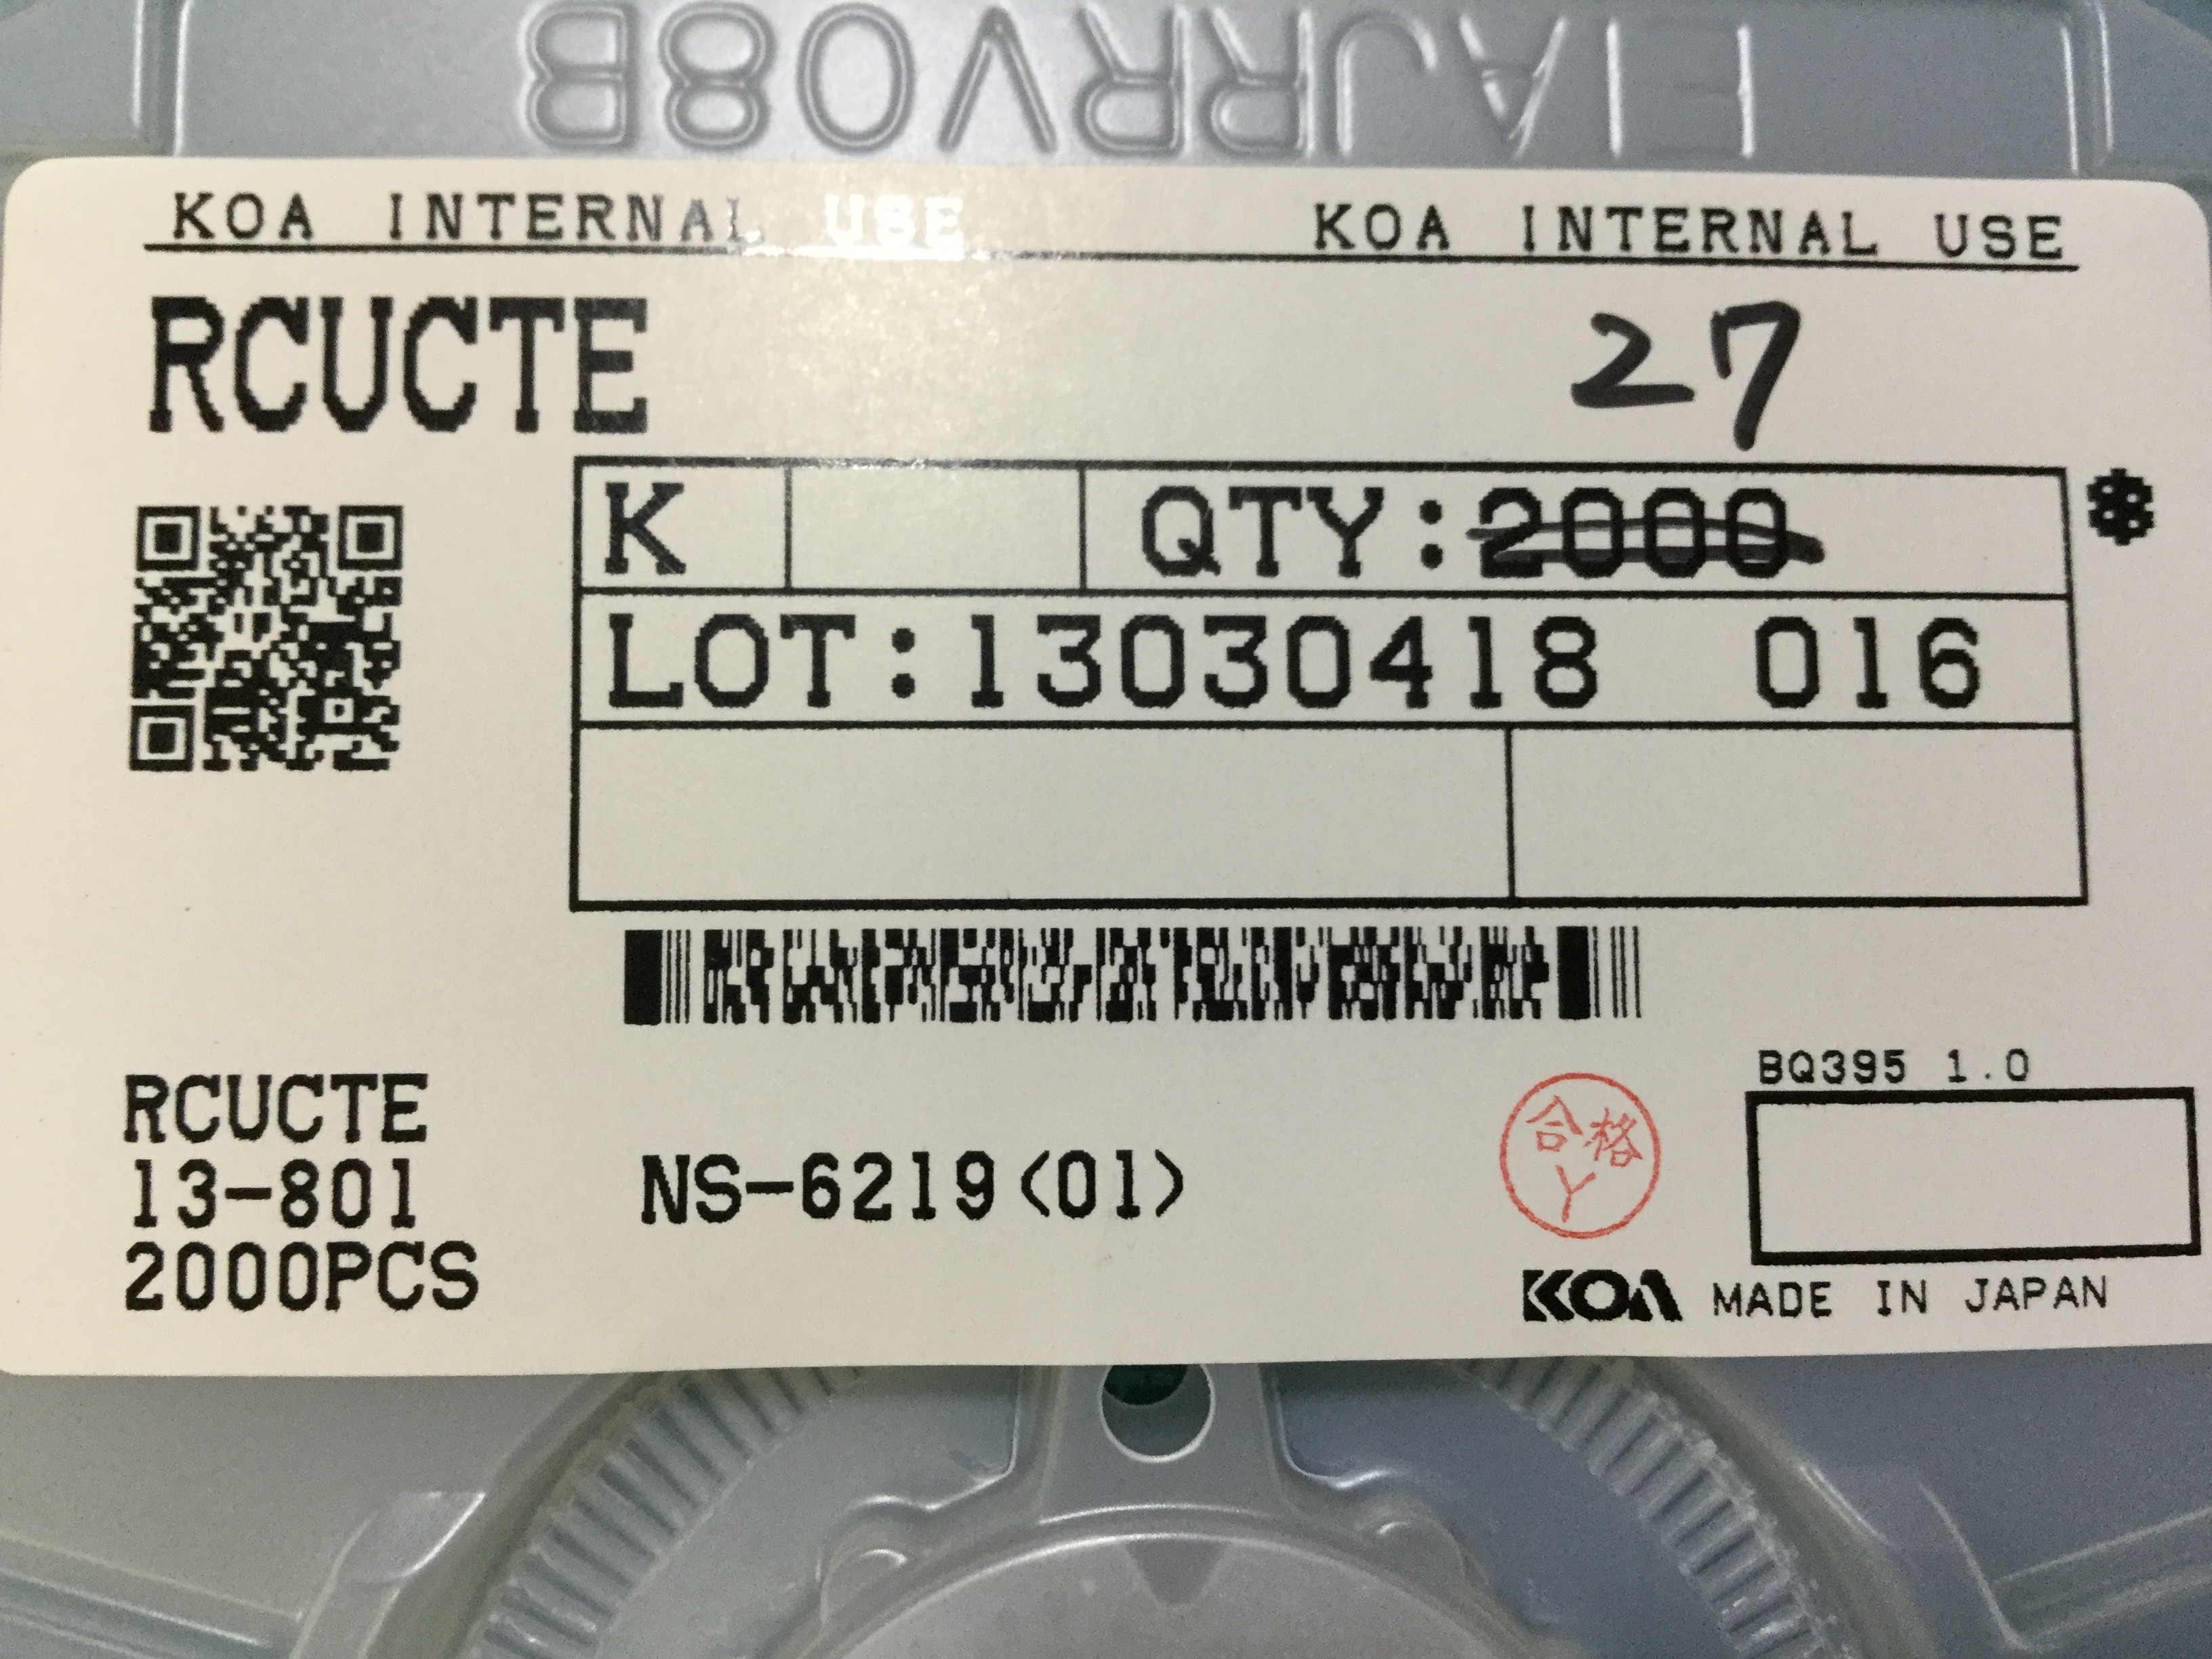 EIAJRRV08B
KOA INTERNAL USE KOA INTERNAL USE
RCUCTE 27
K QTY:2000
LOT:13030418 016
BQ395 1.0
RCUCTE
13-801 NS-6219<01>
2000PCS
合格
Y
KOA MADE IN JAPAN